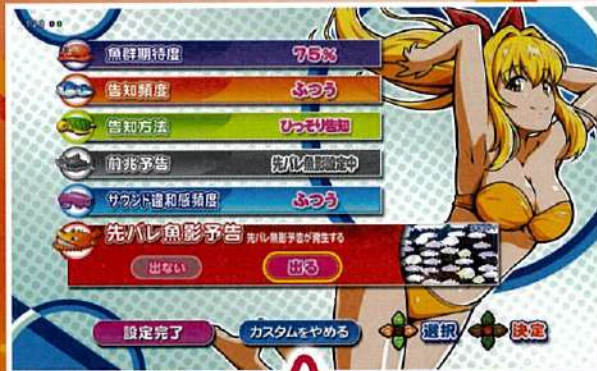 魚群期待度 75%
告知頻度 ふつう
告知方法 ひっそり告知
前兆予告 先バレ魚影設定中
サウンド違和感頻度 ふつう
先バレ魚影予告 先バレ魚影予告が発生する
出ない 出る
設定完了 カスタムをやめる 選択 決定